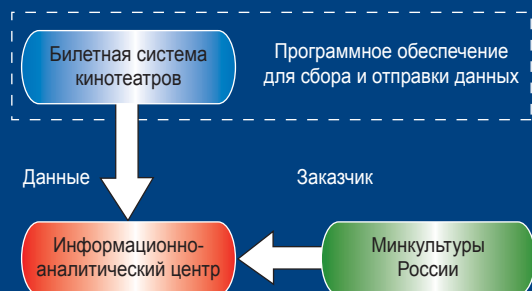 Билетная система
кинотеатров
Программное обеспечение
для сбора и отправки данных
Данные
Заказчик
Информационно-
аналитический центр
Минкультуры
России